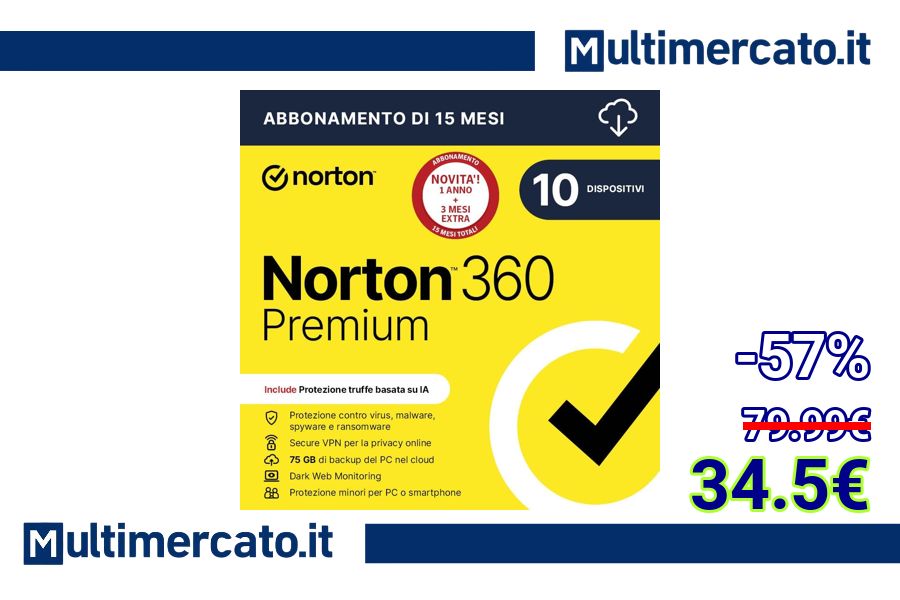 Multimercato.it
ABBONAMENTO DI 15 MESI
norton
ABBONAMENTO
NOVITA'!
1 ANNO
+
3 MESI
EXTRA
15 MESI TOTALI
10 DISPOSITIVI
Norton™ 360
Premium
Include Protezione truffe basata su IA
Protezione contro virus, malware,
spyware e ransomware
Secure VPN per la privacy online
75 GB di backup del PC nel cloud
Dark Web Monitoring
Protezione minori per PC o smartphone
-57%
79.99€
34.5€
Multimercato.it